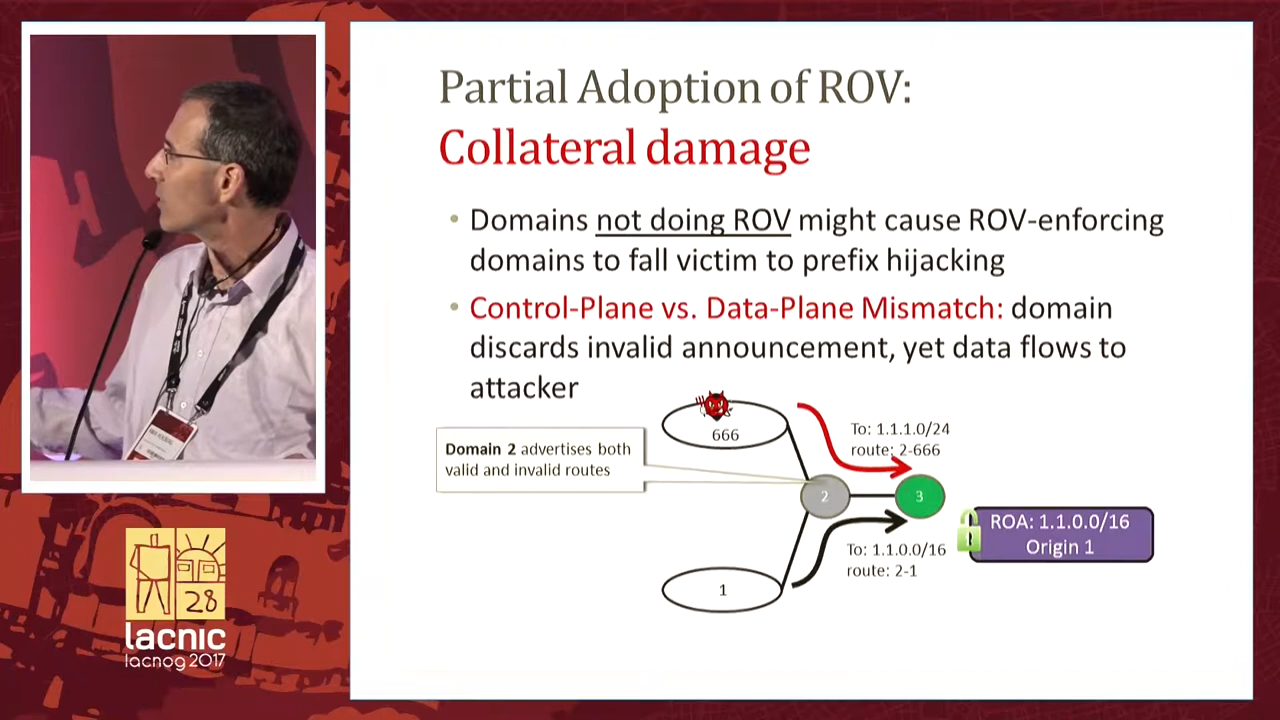 Partial Adoption of ROV:
Collateral damage
• Domains not doing ROV might cause ROV-enforcing
domains to fall victim to prefix hijacking
• Control-Plane vs. Data-Plane Mismatch: domain
discards invalid announcement, yet data flows to
attacker
666
To: 1.1.1.0/24
route: 2-666
Domain 2 advertises both
valid and invalid routes
2
3
ROA: 1.1.0.0/16
Origin 1
To: 1.1.0.0/16
route: 2-1
1
28
lacnic
lacnog 2017